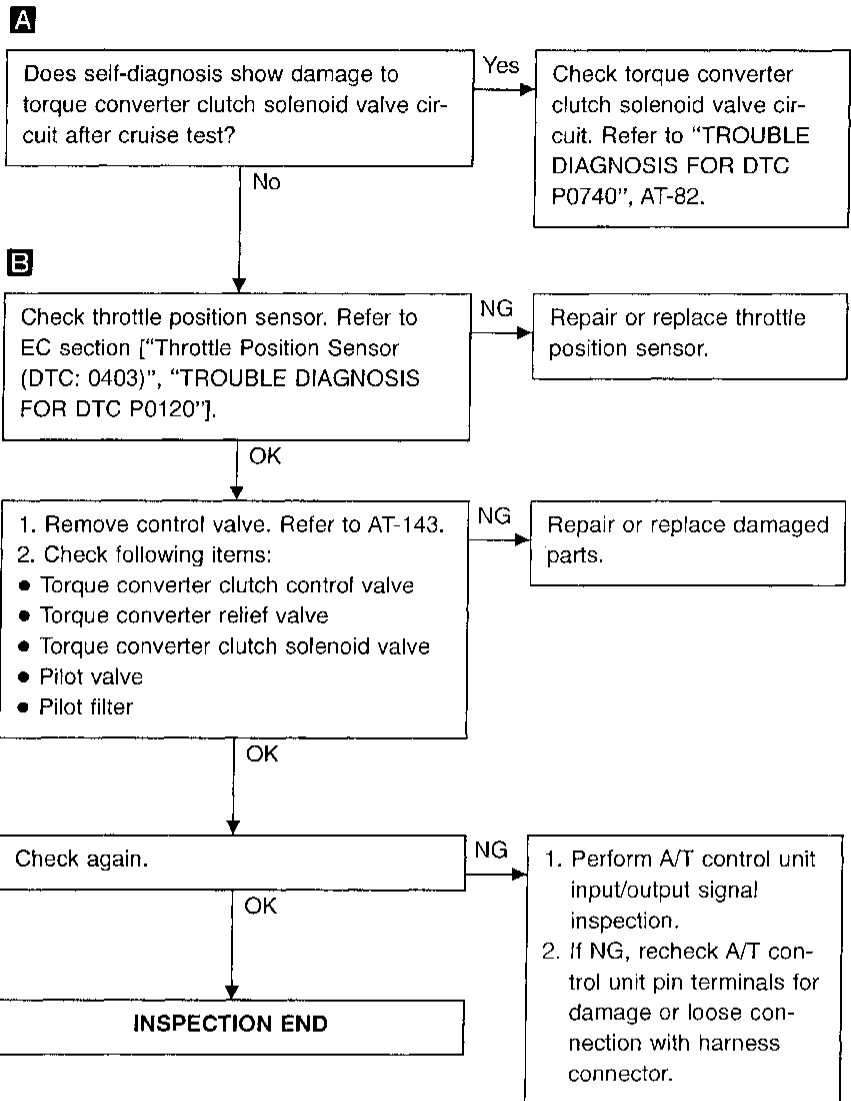 A
Does self-diagnosis show damage to
torque converter clutch solenoid valve cir-
cuit after cruise test?
Yes
Check torque converter
clutch solenoid valve cir-
cuit. Refer to “TROUBLE
DIAGNOSIS FOR DTC
P0740”, AT-82.
No
B
Check throttle position sensor. Refer to
EC section [“Throttle Position Sensor
(DTC: 0403)”, “TROUBLE DIAGNOSIS
FOR DTC P0120”].
NG
Repair or replace throttle
position sensor.
OK
1. Remove control valve. Refer to AT-143.
2. Check following items:
● Torque converter clutch control valve
● Torque converter relief valve
● Torque converter clutch solenoid valve
● Pilot valve
● Pilot filter
NG
Repair or replace damaged
parts.
OK
Check again.
NG
1. Perform A/T control unit
input/output signal
inspection.
2. If NG, recheck A/T con-
trol unit pin terminals for
damage or loose con-
nection with harness
connector.
OK
INSPECTION END